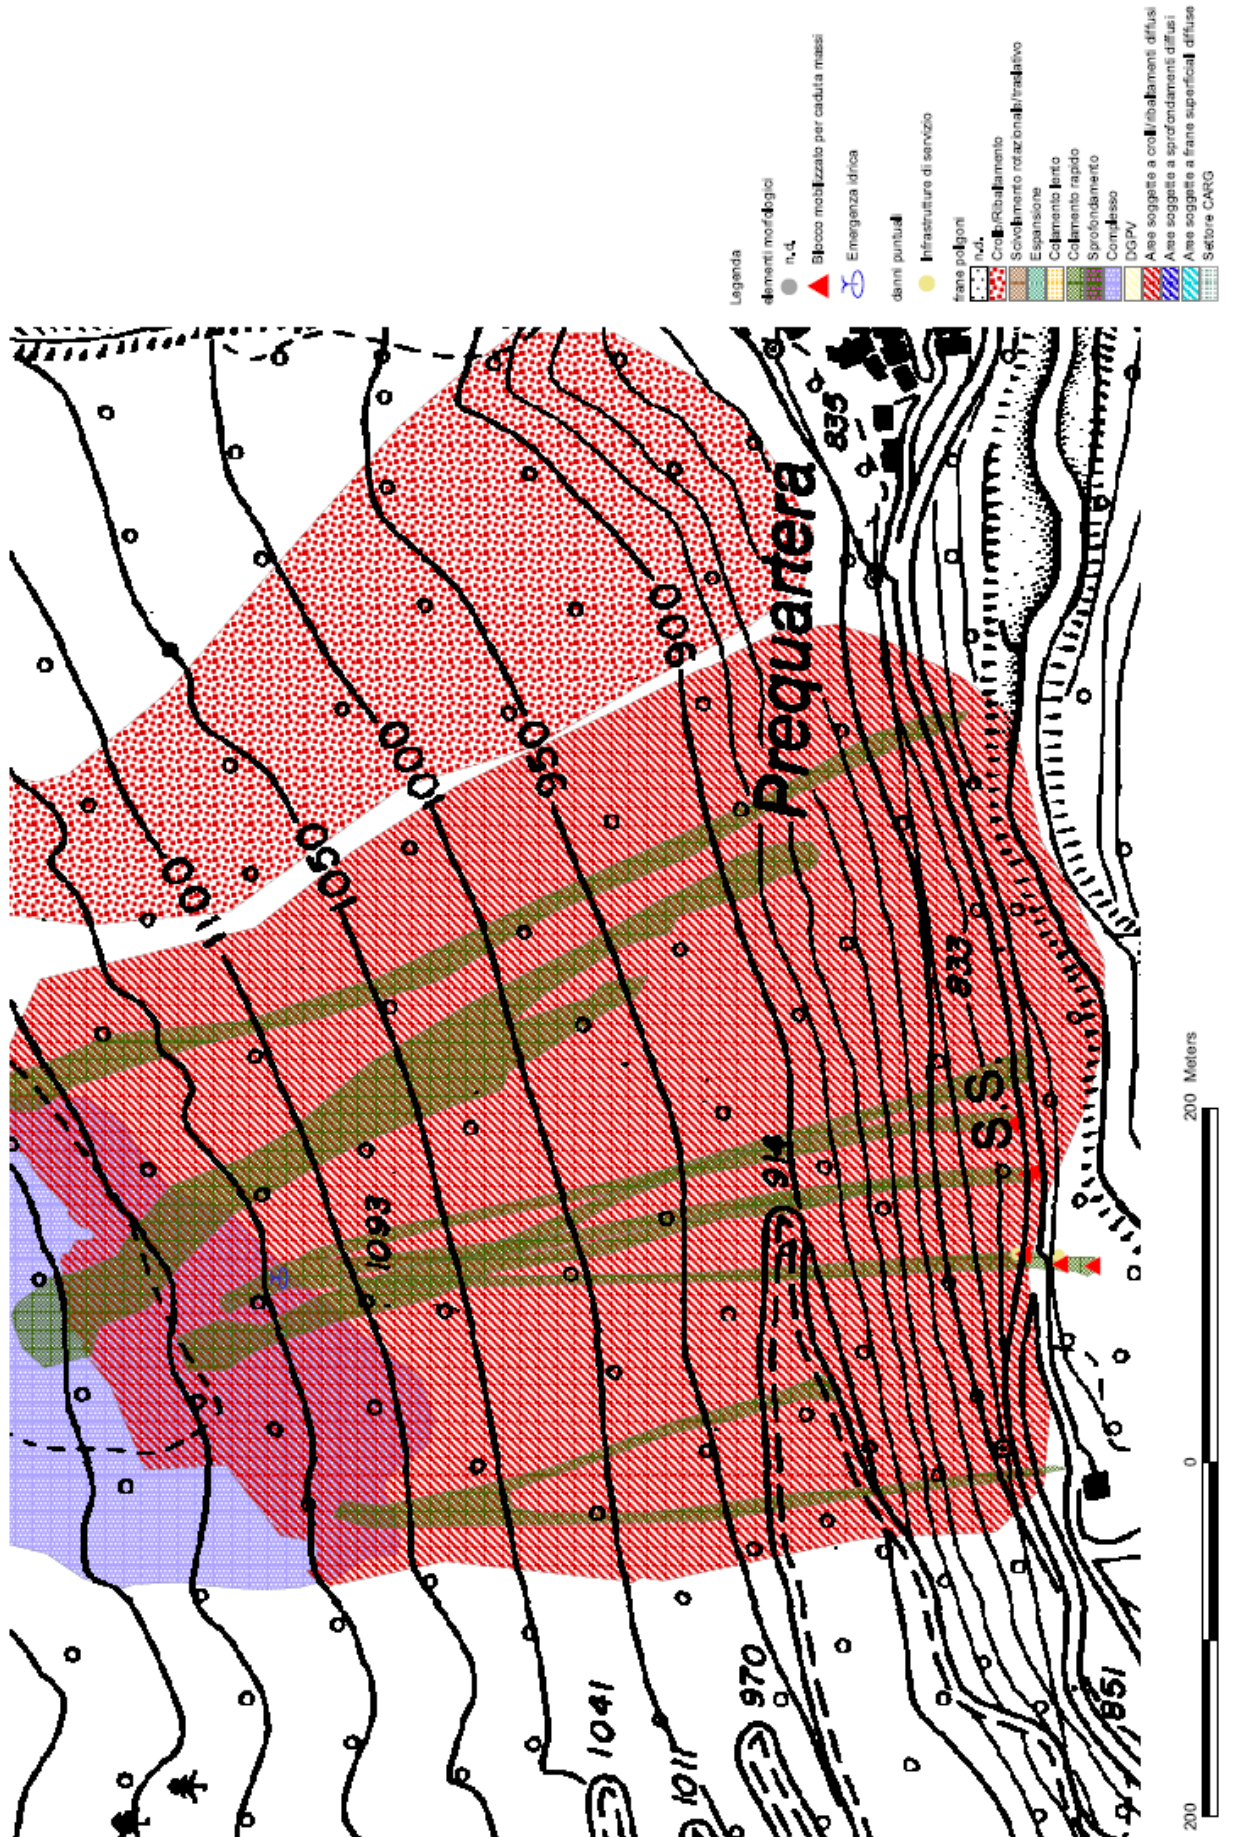 Legenda
elementi morfologici
n.d.
Blocco mobilizzato per caduta massi
Emergenza idrica
danni puntuali
Infrastrutture di servizio
frane poligoni
n.d.
Crollo/Ribaltamento
Scivolamento rotazionale/traslativo
Espansione
Colamento lento
Colamento rapido
Sprofondamento
Complesso
DGPV
Aree soggette a crolli/ribaltamenti diffusi
Aree soggette a sprofondamenti diffusi
Aree soggette a frane superficiali diffuse
Settore CARG
1100
1050
1000
950
900
Prequartera
835
833
S.S.
914
1093
1041
1011
970
851
200 0 200 Meters